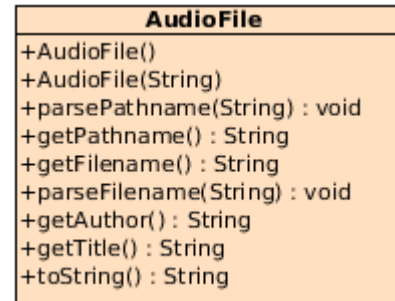 AudioFile
+AudioFile()
+AudioFile(String)
+parsePathname(String) : void
+getPathname() : String
+getFilename() : String
+parseFilename(String) : void
+getAuthor() : String
+getTitle() : String
+toString() : String